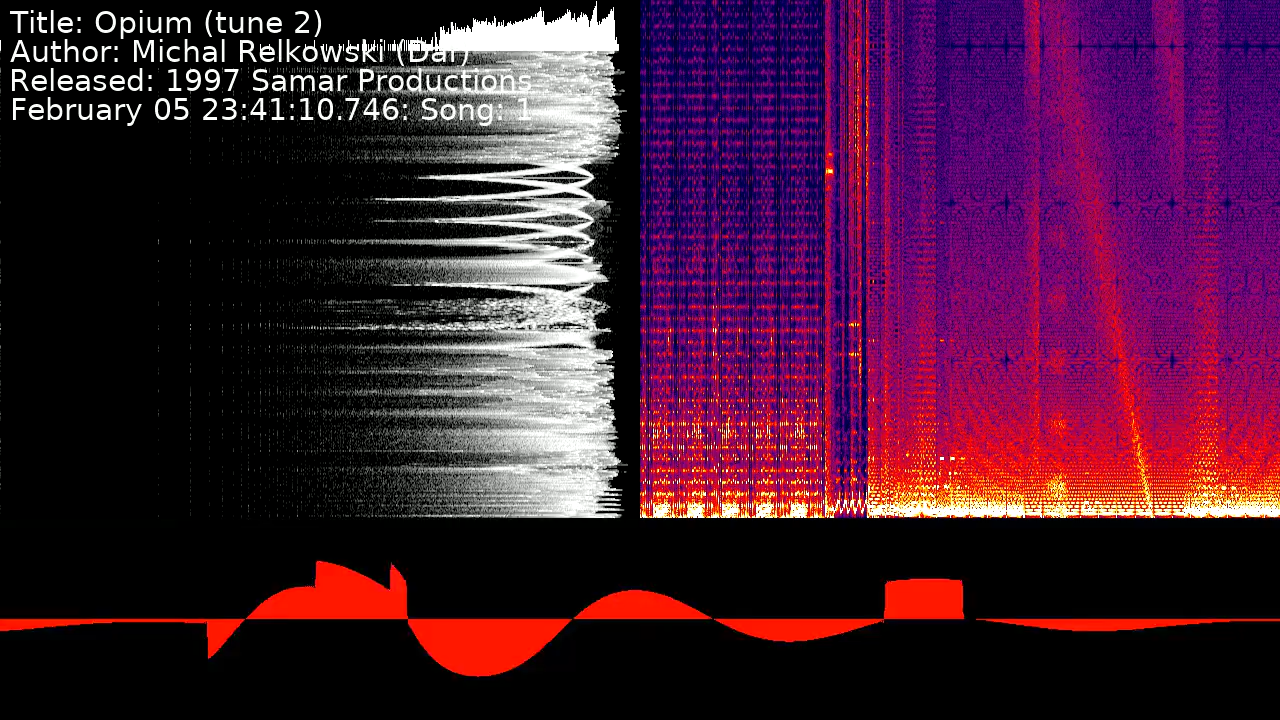 Title: Opium (tune 2)
Author: Michal Relkowski (Dal)
Released: 1997 Samar Productions
February 05 23:41:10.746: Song: 1